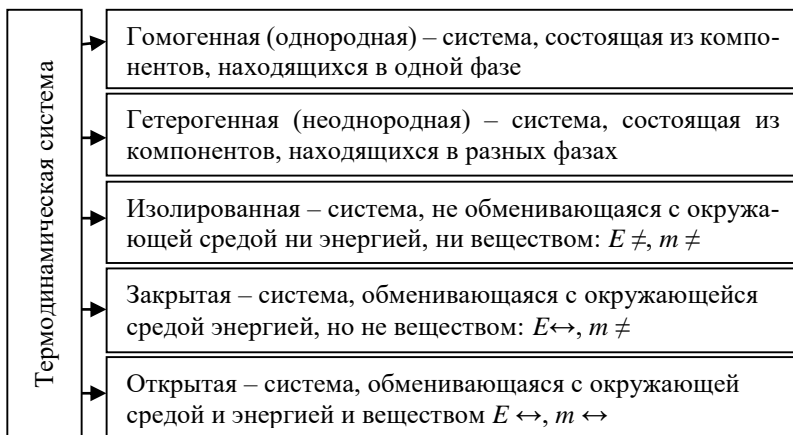 Термодинамическая система
Гомогенная (однородная) – система, состоящая из компо-
нентов, находящихся в одной фазе
Гетерогенная (неоднородная) – система, состоящая из
компонентов, находящихся в разных фазах
Изолированная – система, не обменивающаяся с окружа-
ющей средой ни энергией, ни веществом: E ≠, m ≠
Закрытая – система, обменивающаяся с окружающейся
средой энергией, но не веществом: E↔, m ≠
Открытая – система, обменивающаяся с окружающей
средой и энергией и веществом E ↔, m ↔